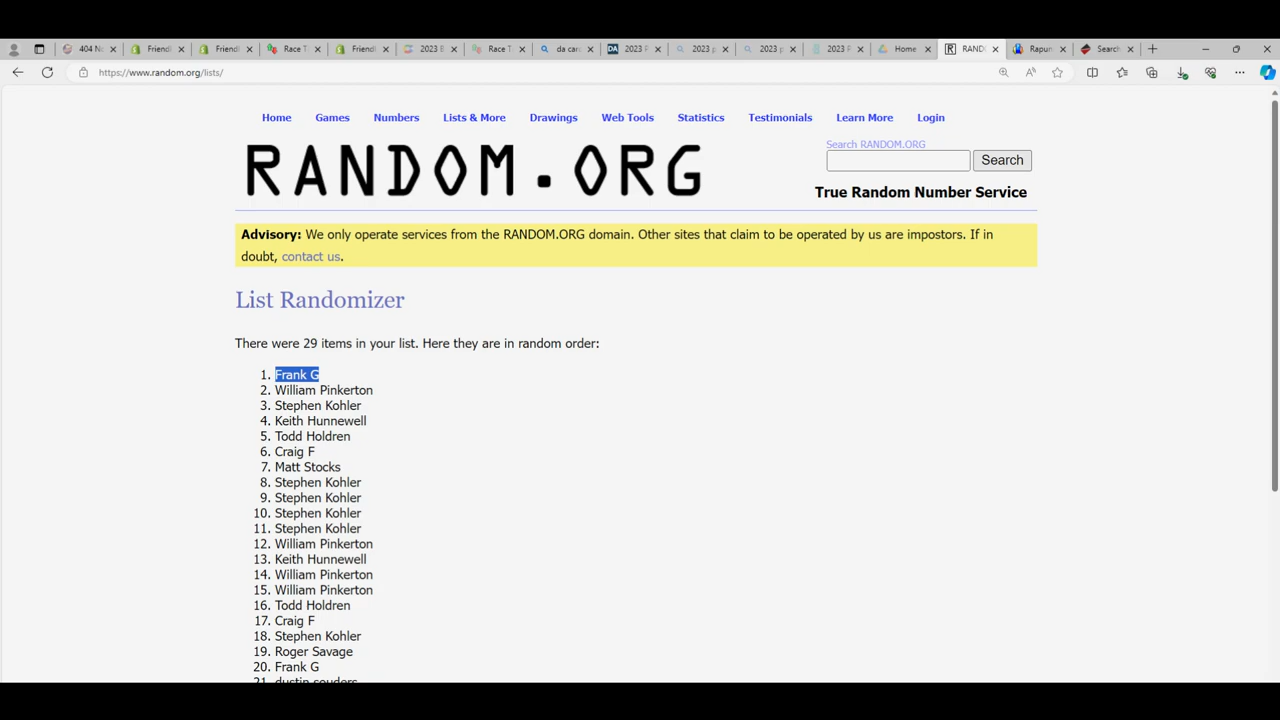 404 No
Friendl
Friendl
Race T
Friendl
2023 B
Race T
da car
2023 P
2023 p
2023 p
2023 R
Home
RAND
Rapun
Search
https://www.random.org/lists/
Home Games Numbers Lists & More Drawings Web Tools Statistics Testimonials Learn More Login
RANDOM.ORG
Search RANDOM.ORG
Search
True Random Number Service
Advisory: We only operate services from the RANDOM.ORG domain. Other sites that claim to be operated by us are impostors. If in
doubt, contact us.
List Randomizer
There were 29 items in your list. Here they are in random order:
1. Frank G
2. William Pinkerton
3. Stephen Kohler
4. Keith Hunnewell
5. Todd Holdren
6. Craig F
7. Matt Stocks
8. Stephen Kohler
9. Stephen Kohler
10. Stephen Kohler
11. Stephen Kohler
12. William Pinkerton
13. Keith Hunnewell
14. William Pinkerton
15. William Pinkerton
16. Todd Holdren
17. Craig F
18. Stephen Kohler
19. Roger Savage
20. Frank G
21. dustin souders